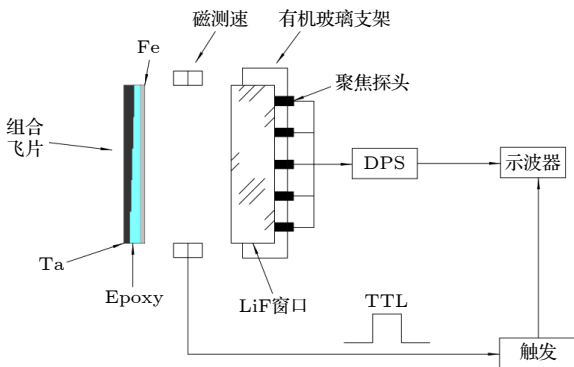 磁测速
有机玻璃支架
Fe
聚焦探头
组合
飞片
DPS
示波器
Ta
Epoxy
LiF窗口
TTL
触发